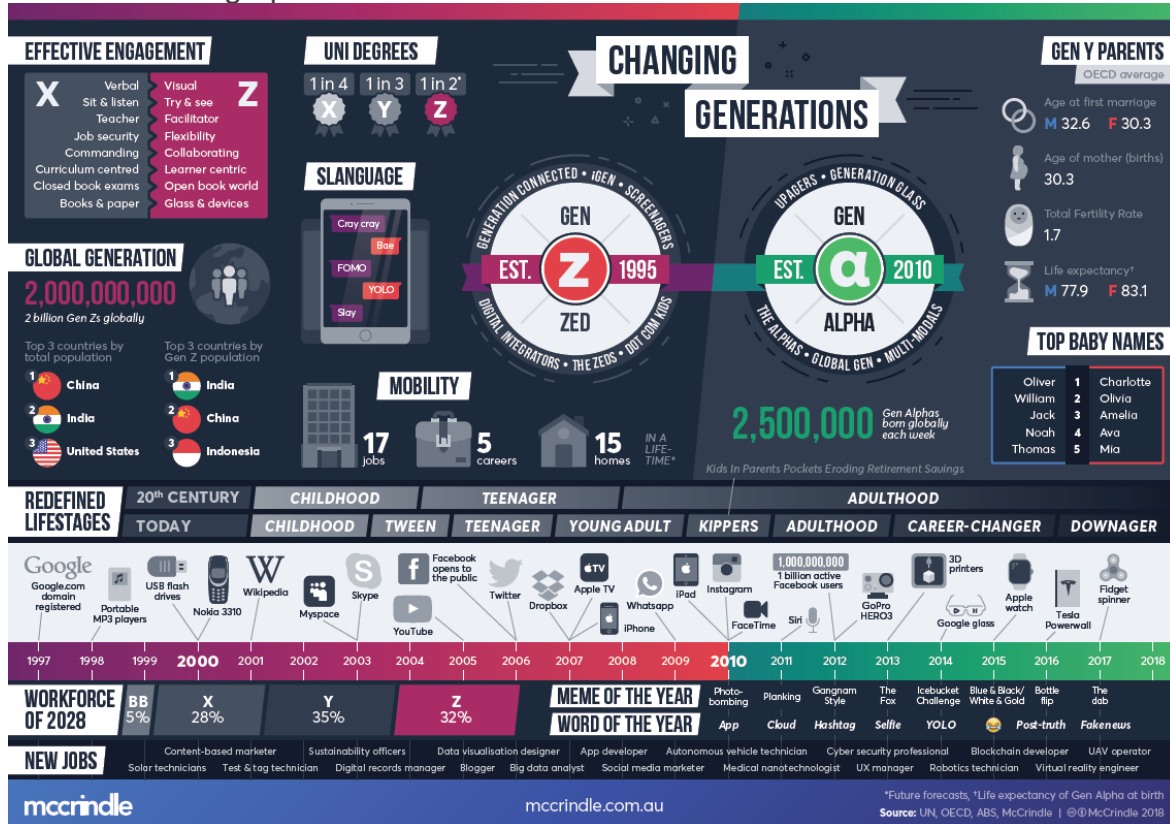 CHANGING
GENERATIONS
EFFECTIVE ENGAGEMENT
X
Z
Verbal Visual
Sit & listen Try & see
Teacher Facilitator
Job security Flexibility
Commanding Collaborating
Curriculum centred Learner centric
Closed book exams Open book world
Books & paper Glass & devices
UNI DEGREES
1 in 4 1 in 3 1 in 2*
X Y Z
SLANGUAGE
Cray cray
Bae
FOMO
YOLO
Slay
GENERATION CONNECTED • iGEN • SCREENAGERS
GEN
EST. Z 1995
ZED
DIGITAL INTEGRATORS • THE ZEDS • DOT COM KIDS
UPAGERS • GENERATION GLASS
GEN
EST. α 2010
ALPHA
THE ALPHAS • GLOBAL GEN • MULTI-MODALS
GEN Y PARENTS
OECD average
Age at first marriage
M 32.6 F 30.3
Age of mother (births)
30.3
Total Fertility Rate
1.7
Life expectancy†
M 77.9 F 83.1
GLOBAL GENERATION
2,000,000,000
2 billion Gen Zs globally
Top 3 countries by
total population
1 China
2 India
3 United States
Top 3 countries by
Gen Z population
1 India
2 China
3 Indonesia
MOBILITY
17
jobs
5
careers
15
homes
IN A
LIFE-
TIME*
2,500,000
Gen Alphas
born globally
each week
TOP BABY NAMES
Oliver 1 Charlotte
William 2 Olivia
Jack 3 Amelia
Noah 4 Ava
Thomas 5 Mia
Kids In Parents Pockets Eroding Retirement Savings
REDEFINED
LIFESTAGES
20th CENTURY CHILDHOOD TEENAGER ADULTHOOD
TODAY CHILDHOOD TWEEN TEENAGER YOUNG ADULT KIPPERS ADULTHOOD CAREER-CHANGER DOWNAGER
Google
Google.com
domain
registered
Portable
MP3 players
USB flash
drives
Nokia 3310
W
Wikipedia
Myspace
S
Skype
f
Facebook
opens to
the public
YouTube
Twitter
Dropbox
tv
Apple TV
iPhone
Whatsapp
iPad
Instagram
FaceTime
1,000,000,000
1 billion active
Facebook users
Siri
GoPro
HERO3
3D
printers
Google glass
Apple
watch
Tesla
Powerwall
Fidget
spinner
1997 1998 1999 2000 2001 2002 2003 2004 2005 2006 2007 2008 2009 2010 2011 2012 2013 2014 2015 2016 2017 2018
WORKFORCE
OF 2028
BB
5%
X
28%
Y
35%
Z
32%
MEME OF THE YEAR
Photo-
bombing
Planking
Gangnam
Style
The
Fox
Icebucket
Challenge
Blue & Black/
White & Gold
Bottle
flip
The
dab
WORD OF THE YEAR
App Cloud Hashtag Selfie YOLO 😂 Post-truth Fakenews
NEW JOBS
Content-based marketer Sustainability officers Data visualisation designer App developer Autonomous vehicle technician Cyber security professional Blockchain developer UAV operator
Solar technicians Test & tag technician Digital records manager Blogger Big data analyst Social media marketer Medical nanotechnologist UX manager Robotics technician Virtual reality engineer
mccrindle
mccrindle.com.au
*Future forecasts, †Life expectancy of Gen Alpha at birth
Source: UN, OECD, ABS, McCrindle | McCrindle 2018